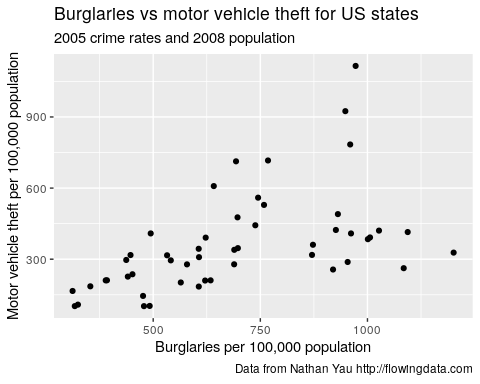 Burglaries vs motor vehicle theft for US states
2005 crime rates and 2008 population
Motor vehicle theft per 100,000 population
900
600
300
500
750
1000
Burglaries per 100,000 population
Data from Nathan Yau http://flowingdata.com